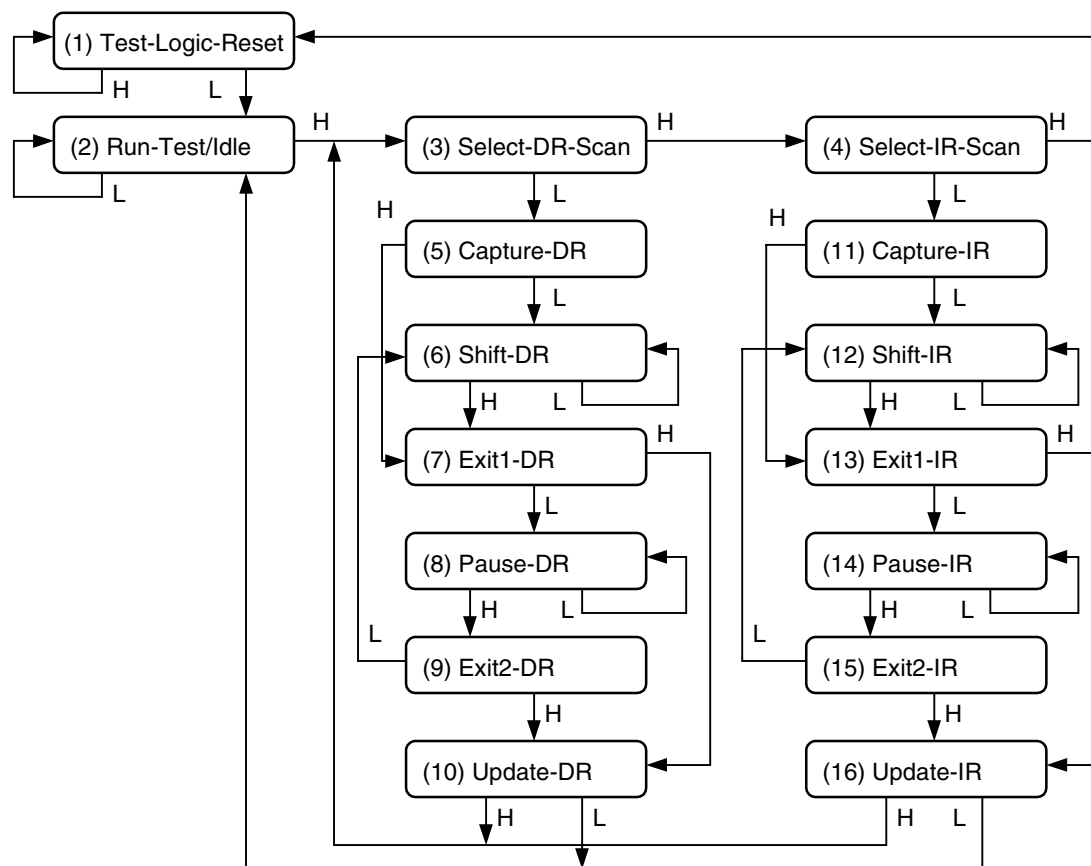 (1) Test-Logic-Reset
H
L
(2) Run-Test/Idle
L
H
(3) Select-DR-Scan
H
(4) Select-IR-Scan
H
L
L
H
(5) Capture-DR
H
(11) Capture-IR
L
L
(6) Shift-DR
(12) Shift-IR
H
L
H
L
(7) Exit1-DR
H
(13) Exit1-IR
H
L
L
(8) Pause-DR
(14) Pause-IR
H
L
H
L
L
(9) Exit2-DR
L
(15) Exit2-IR
H
H
(10) Update-DR
(16) Update-IR
H
L
H
L